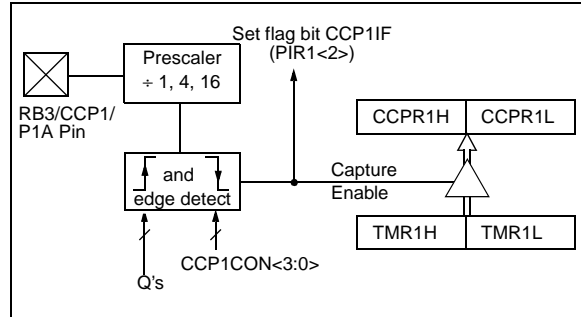 Set flag bit CCP1IF
(PIR1<2>)
Prescaler
÷ 1, 4, 16
RB3/CCP1/
P1A Pin
CCPR1H
CCPR1L
and
edge detect
Capture
Enable
TMR1H
TMR1L
CCP1CON<3:0>
Q's